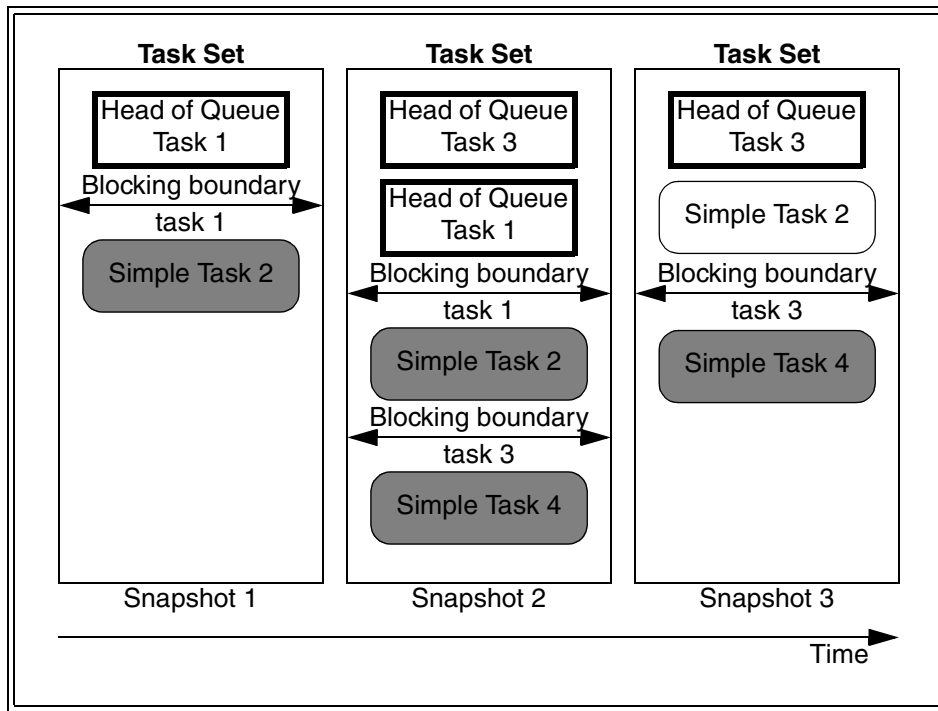 Task Set
Head of Queue
Task 1
Blocking boundary
task 1
Simple Task 2
Snapshot 1
Task Set
Head of Queue
Task 3
Head of Queue
Task 1
Blocking boundary
task 1
Simple Task 2
Blocking boundary
task 3
Simple Task 4
Snapshot 2
Task Set
Head of Queue
Task 3
Simple Task 2
Blocking boundary
task 3
Simple Task 4
Snapshot 3
Time